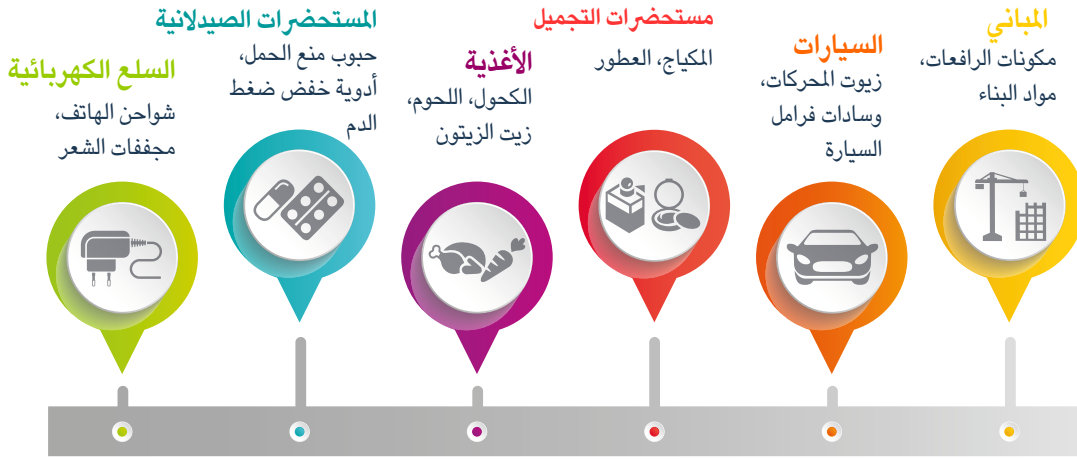 المباني
مكونات الرافعات،
مواد البناء
السيارات
زيوت المحركات،
وسادات فرامل
السيارة
مستحضرات التجميل
المكياج، العطور
الأغذية
الكحول، اللحوم،
زيت الزيتون
المستحضرات الصيدلانية
حبوب منع الحمل،
أدوية خفض ضغط
الدم
السلع الكهربائية
شواحن الهاتف،
مجففات الشعر